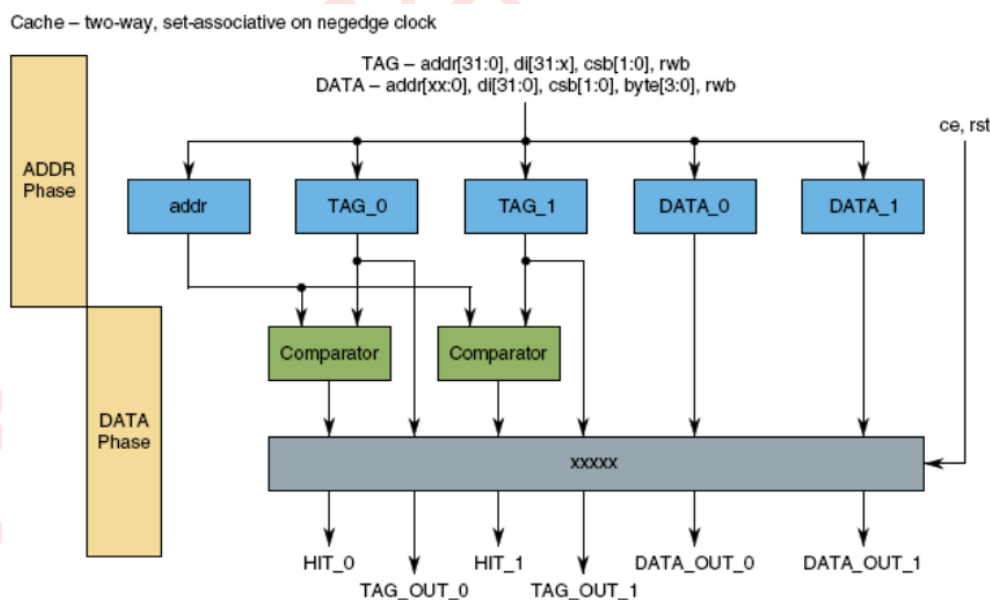 Cache – two-way, set-associative on negedge clock
TAG – addr[31:0], di[31:x], csb[1:0], rwb
DATA – addr[xx:0], di[31:0], csb[1:0], byte[3:0], rwb
ce, rst
ADDR
Phase
addr
TAG_0
TAG_1
DATA_0
DATA_1
Comparator
Comparator
DATA
Phase
xxxxx
HIT_0
HIT_1
DATA_OUT_0
DATA_OUT_1
TAG_OUT_0
TAG_OUT_1